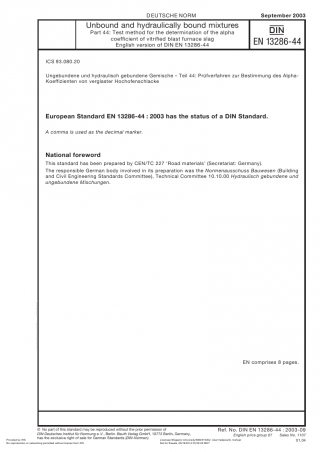 DEUTSCHE NORM
September 2003
Unbound and hydraulically bound mixtures
Part 44: Test method for the determination of the alpha
coefficient of vitrified blast furnace slag
English version of DIN EN 13286-44
DIN
EN 13286-44
ICS 93.080.20
Ungebundene und hydraulisch gebundene Gemische – Teil 44: Prüfverfahren zur Bestimmung des Alpha-
Koeffizienten von verglaster Hochofenschlacke
European Standard EN 13286-44 : 2003 has the status of a DIN Standard.
A comma is used as the decimal marker.
National foreword
This standard has been prepared by CEN/TC 227 ‘Road materials’ (Secretariat: Germany).
The responsible German body involved in its preparation was the Normenausschuss Bauwesen (Building
and Civil Engineering Standards Committee), Technical Committee 10.10.00 Hydraulisch gebundene und
ungebundene Mischungen.
EN comprises 8 pages.
© No part of this standard may be reproduced without the prior permission of
DIN Deutsches Institut für Normung e.V., Berlin. Beuth Verlag GmbH, 10772 Berlin, Germany,
has the exclusive right of sale for German Standards (DIN-Normen).
Ref. No. DIN EN 13286-44 : 2003-09
English price group 07 Sales No. 1107
01.04